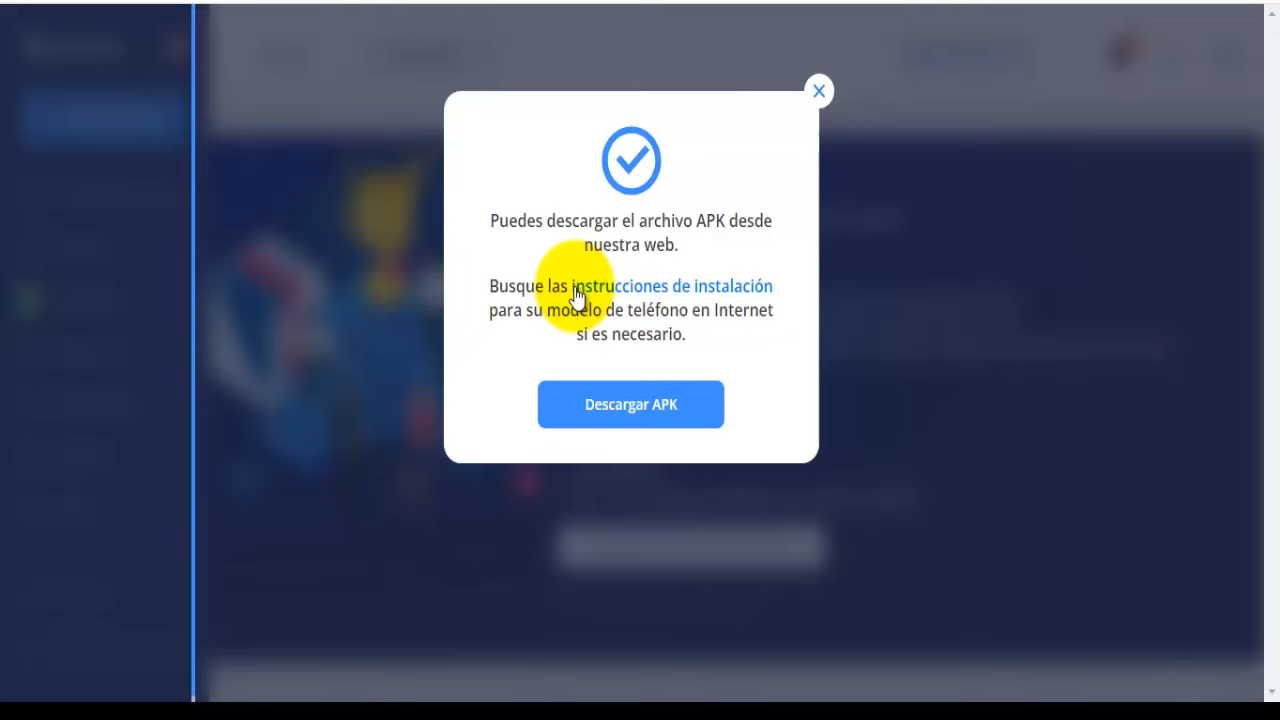 Puedes descargar el archivo APK desde
nuestra web.
Busque las instrucciones de instalación
para su modelo de teléfono en Internet
si es necesario.
Descargar APK